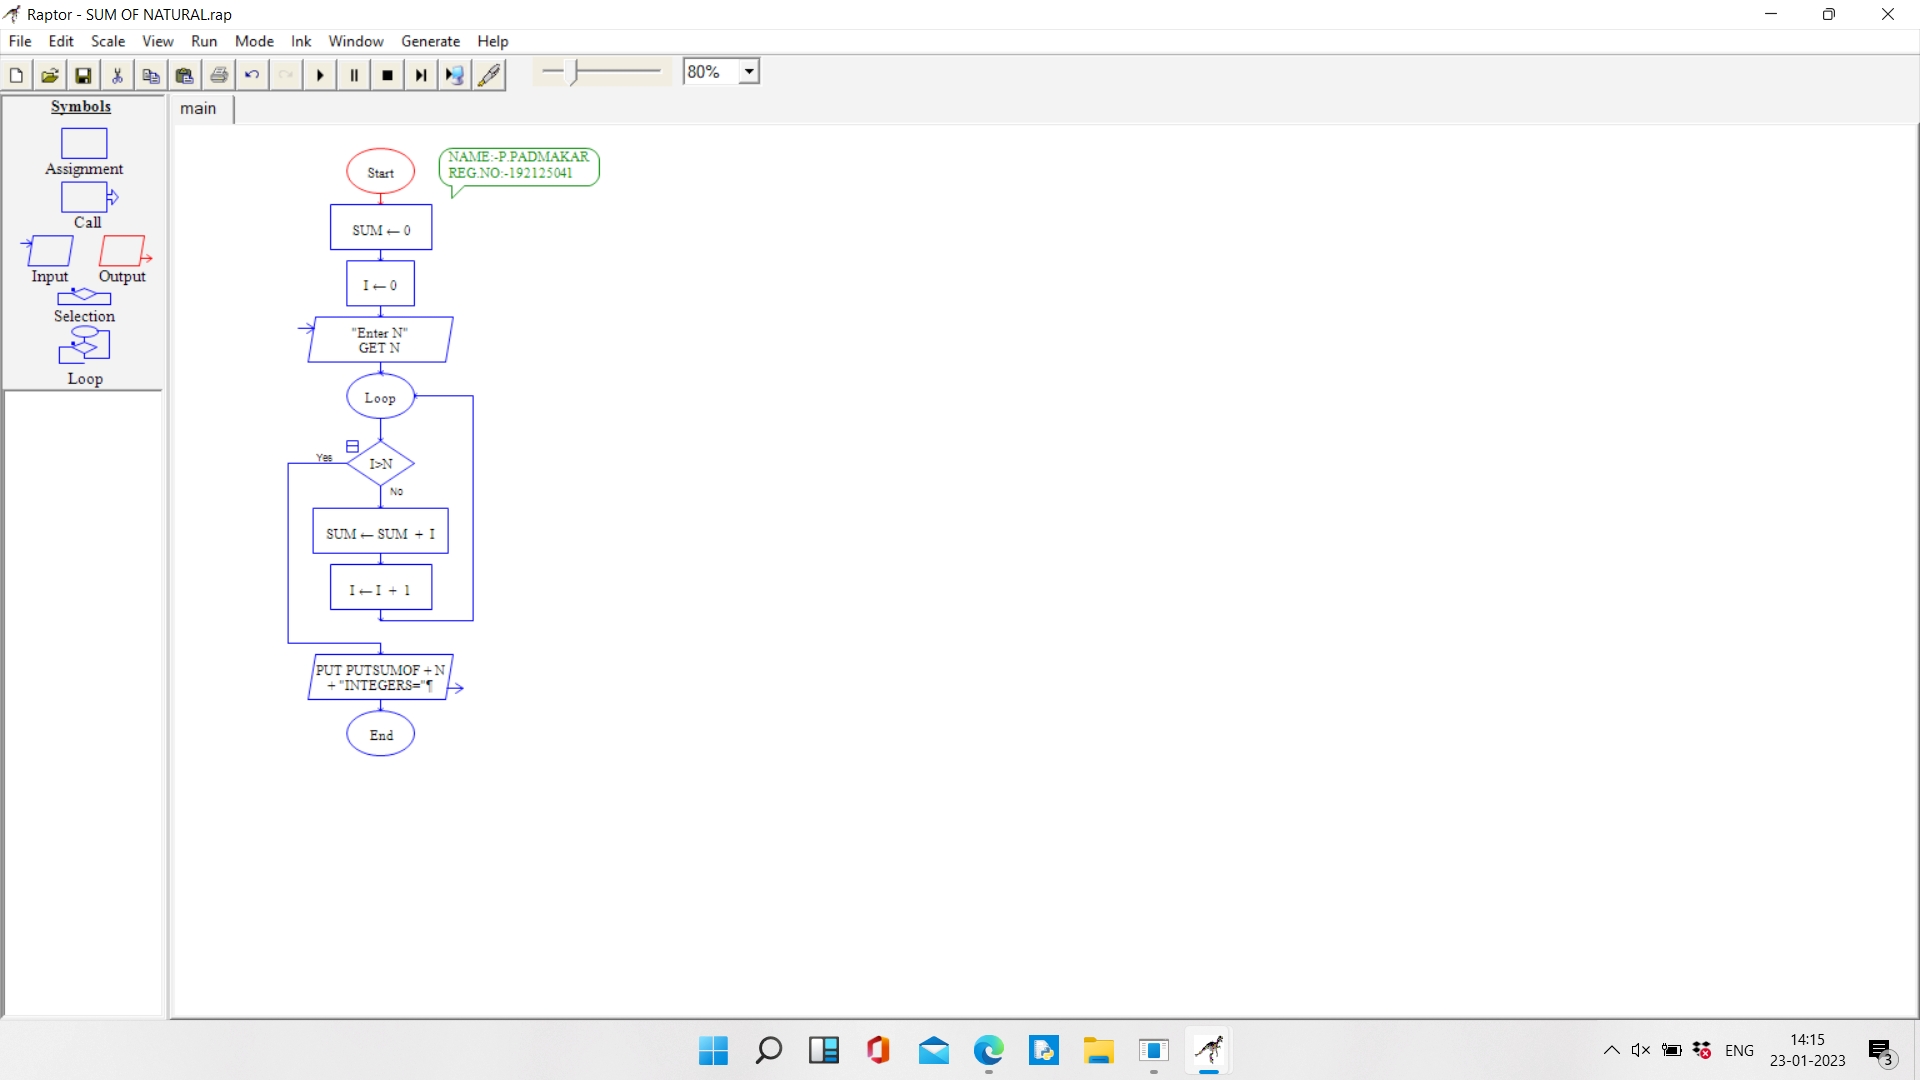 Raptor - SUM OF NATURAL.rap
File Edit Scale View Run Mode Ink Window Generate Help
80%
Symbols
main
Assignment
Call
Input Output
Selection
Loop
Start
NAME:-P.PADMAKAR
REG.NO:-192125041
SUM ← 0
I ← 0
"Enter N"
GET N
Loop
Yes
I>N
No
SUM ← SUM + I
I ← I + 1
PUT PUTSUMOF + N
+ "INTEGERS="¶
End
ENG
14:15
23-01-2023
3